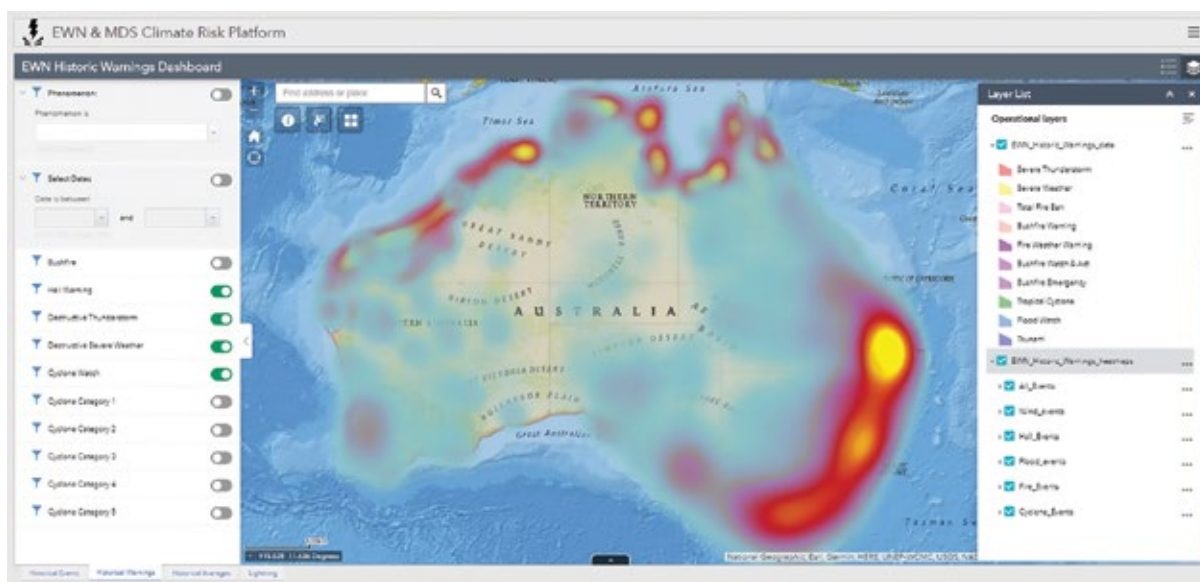 EWN & MDS Climate Risk Platform
EWN Historic Warnings Dashboard
Phenomenon
Phenomenon is
Select Dates
Date is between
and
Bushfire
Hail Warning
Destructive Thunderstorm
Destructive Severe Weather
Cyclone Watch
Cyclone Category 1
Cyclone Category 2
Cyclone Category 3
Cyclone Category 4
Cyclone Category 5
Find address or place
Arafura Sea
Timor Sea
NORTHERN
TERRITORY
GREAT SANDY
DESERT
GIBSON DESERT
AUSTRALIA
WESTERN AUSTRALIA
SIMPSON DESERT
VICTORIA DESERT
NULLARBOR PLAIN
Great Australian
Coral Sea
Tasman Se
National Geographic, Esri, Garmin, HERE, UNEP-WCMC, USGS, NAS
Layer List
Operational layers
EWN_Historic_Warnings_data
Severe Thunderstorm
Severe Weather
Total Fire Ban
Bushfire Warning
Fire Weather Warning
Bushfire Watch & Act
Bushfire Emergency
Tropical Cyclone
Flood Watch
Tsunami
EWN_Historic_Warnings_heatmaps
All_Events
Wind_events
Hail_Events
Flood_events
Fire_Events
Cyclone_Events
Historical Events
Historical Warnings
Historical Averages
Lightning